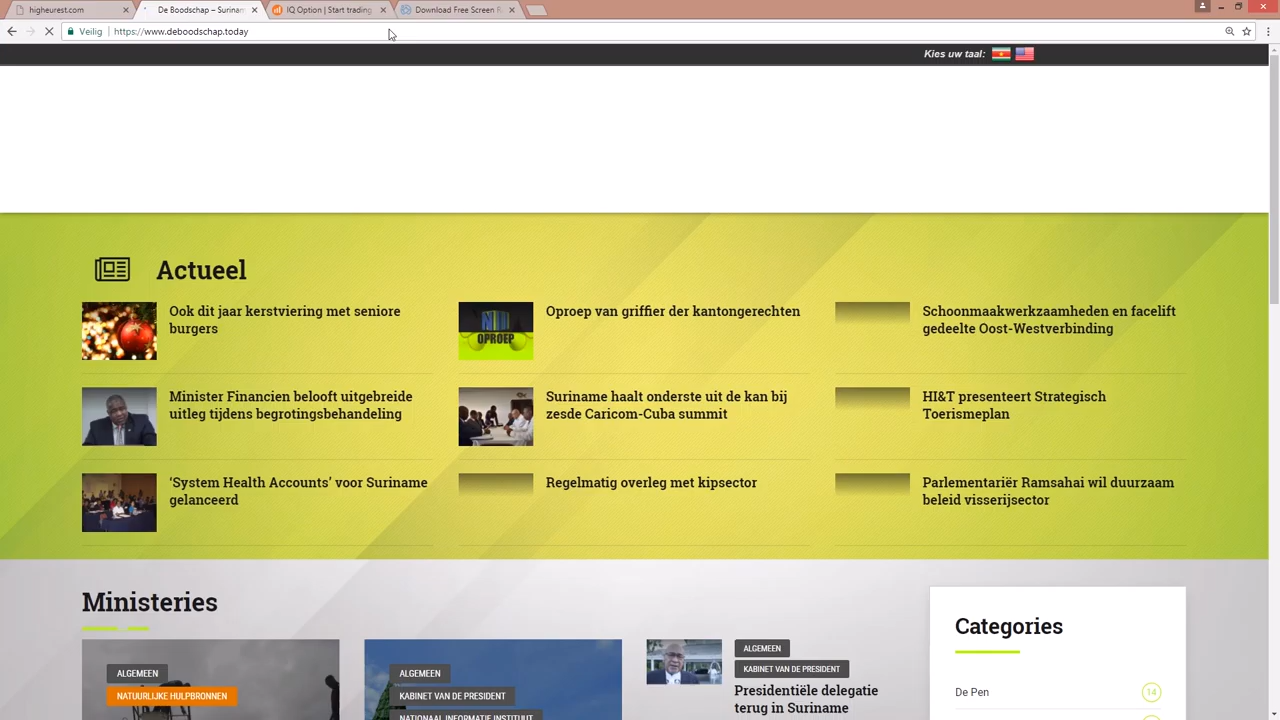 higheurest.com
De Boodschap – Surinam
IQ Option | Start trading
Download Free Screen R
Veilig
https://www.deboodschap.today
Kies uw taal:
Actueel
Ook dit jaar kerstviering met seniore
burgers
Oproep van griffier der kantongerechten
Schoonmaakwerkzaamheden en facelift
gedeelte Oost-Westverbinding
OPROEP
Minister Financien belooft uitgebreide
uitleg tijdens begrotingsbehandeling
Suriname haalt onderste uit de kan bij
zesde Caricom-Cuba summit
HI&T presenteert Strategisch
Toerismeplan
‘System Health Accounts’ voor Suriname
gelanceerd
Regelmatig overleg met kipsector
Parlementariër Ramsahai wil duurzaam
beleid visserijsector
Ministeries
ALGEMEEN
NATUURLIJKE HULPBRONNEN
ALGEMEEN
KABINET VAN DE PRESIDENT
NATIONAAL INFORMATIE INSTITUUT
ALGEMEEN
KABINET VAN DE PRESIDENT
Presidentiële delegatie
terug in Suriname
Categories
De Pen
14